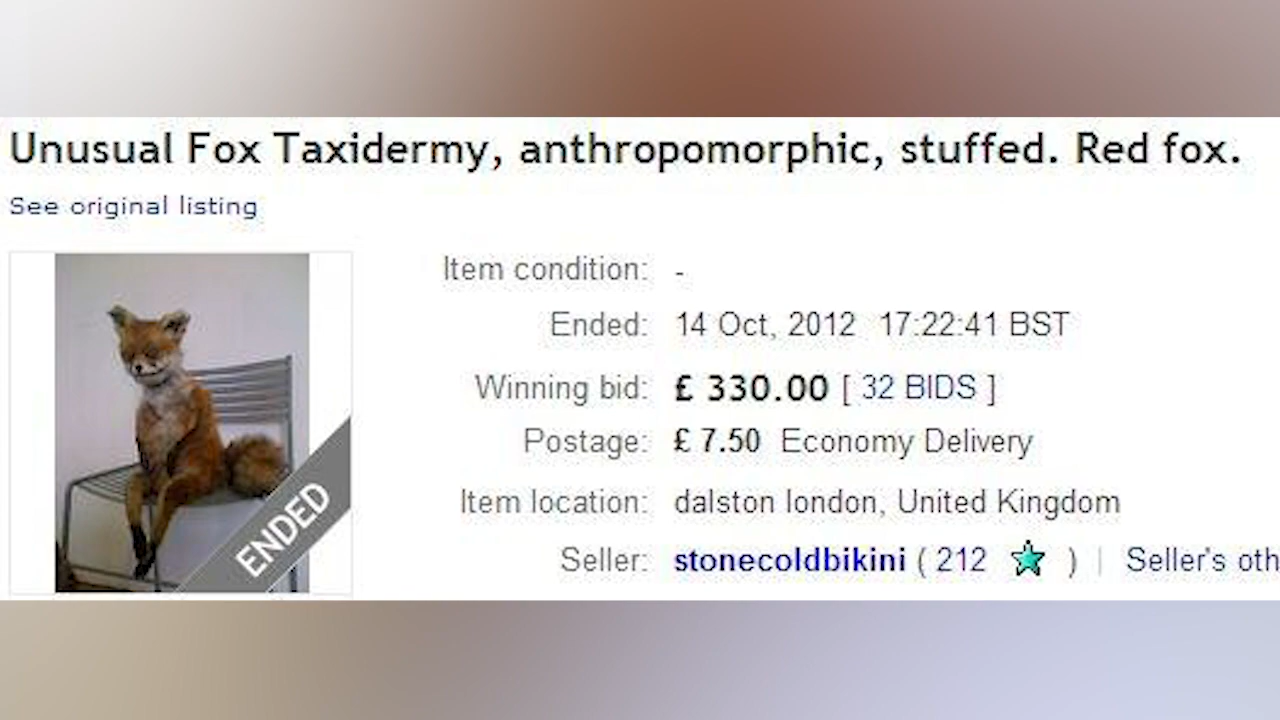 Unusual Fox Taxidermy, anthropomorphic, stuffed. Red fox.
See original listing
ENDED
Item condition: -
Ended: 14 Oct, 2012 17:22:41 BST
Winning bid: £ 330.00 [ 32 BIDS ]
Postage: £ 7.50 Economy Delivery
Item location: dalston london, United Kingdom
Seller: stonecoldbikini ( 212 ) | Seller's oth